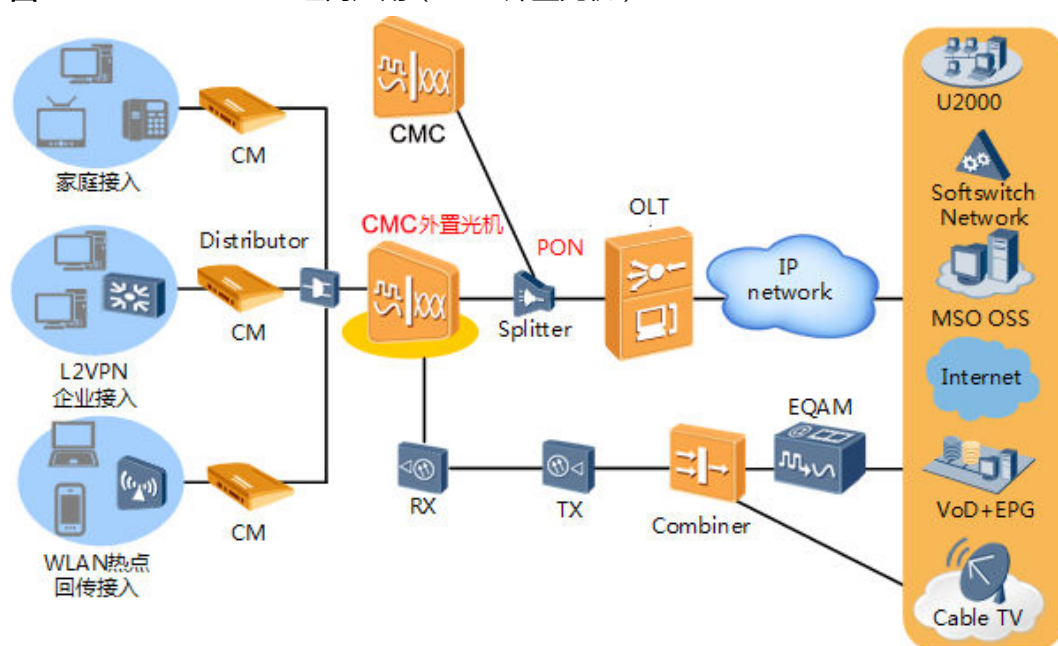 CMC
U2000
CM
家庭接入
Softswitch
Network
OLT
CMC外置光机
PON
Distributor
IP
network
Splitter
CM
MSO OSS
L2VPN
企业接入
Internet
EQAM
RX
TX
Combiner
CM
VoD+EPG
WLAN热点
回传接入
Cable TV